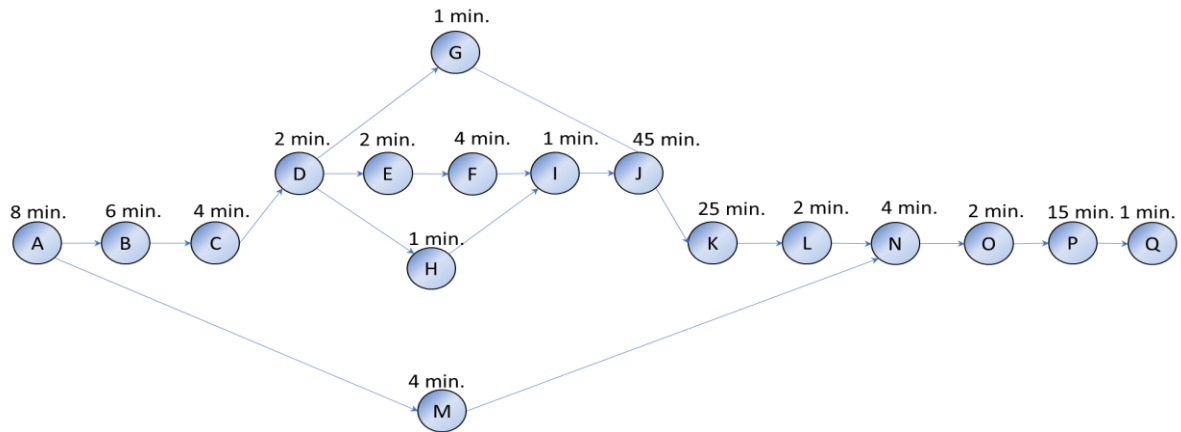 1 min.
G
2 min. 2 min. 4 min. 1 min. 45 min.
D E F I J
8 min. 6 min. 4 min. 25 min. 2 min. 4 min. 2 min. 15 min. 1 min.
A B C K L N O P Q
1 min.
H
4 min.
M